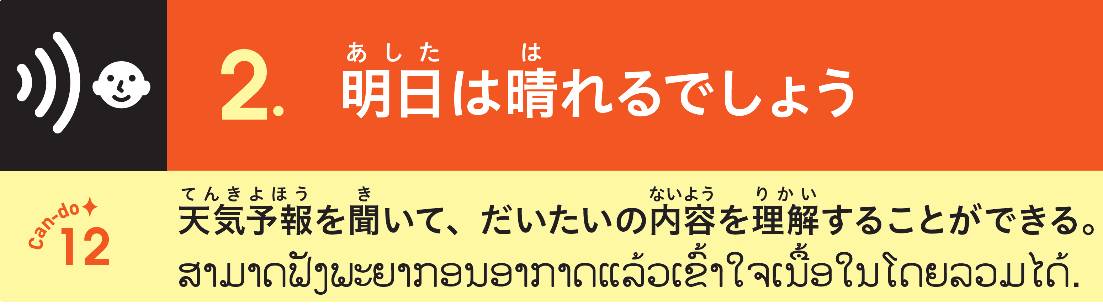 あした は
2. 明日は晴れるでしょう
Can-do
12
てんきよほう き ないよう りかい
天気予報を聞いて、だいたいの内容を理解することができる。
ສາມາດຟັງພະຍາກອນອາກາດແລ້ວເຂົ້າໃຈເນື້ອໃນໂດຍລວມໄດ້.